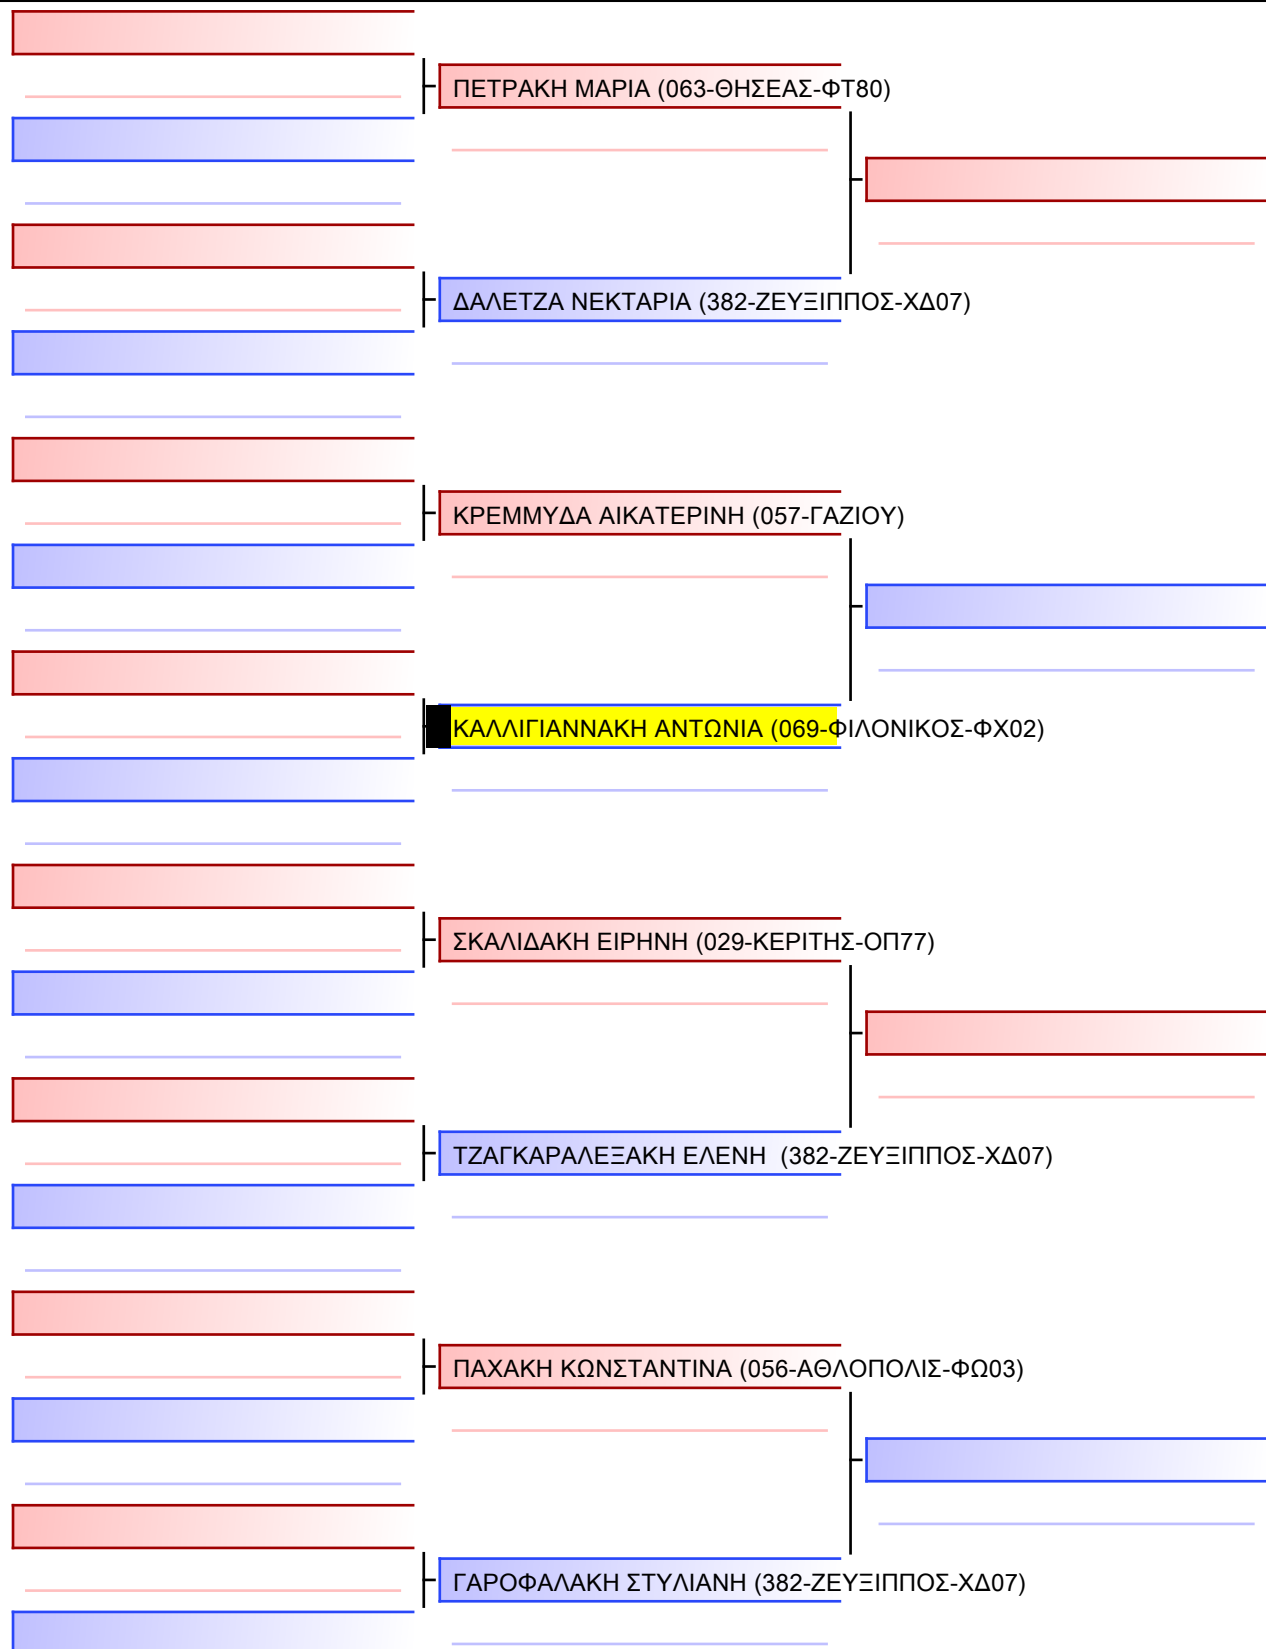 ΠΕΤΡΑΚΗ ΜΑΡΙΑ (063-ΘΗΣΕΑΣ-ΦΤ80)
ΔΑΛΕΤΖΑ ΝΕΚΤΑΡΙΑ (382-ΖΕΥΞΙΠΠΟΣ-ΧΔ07)
ΚΡΕΜΜΥΔΑ ΑΙΚΑΤΕΡΙΝΗ (057-ΓΑΖΙΟΥ)
ΚΑΛΛΙΓΙΑΝΝΑΚΗ ΑΝΤΩΝΙΑ (069-ΦΙΛΟΝΙΚΟΣ-ΦΧ02)
ΣΚΑΛΙΔΑΚΗ ΕΙΡΗΝΗ (029-ΚΕΡΙΤΗΣ-ΟΠ77)
ΤΖΑΓΚΑΡΑΛΕΞΑΚΗ ΕΛΕΝΗ  (382-ΖΕΥΞΙΠΠΟΣ-ΧΔ07)
ΠΑΧΑΚΗ ΚΩΝΣΤΑΝΤΙΝΑ (056-ΑΘΛΟΠΟΛΙΣ-ΦΩ03)
ΓΑΡΟΦΑΛΑΚΗ ΣΤΥΛΙΑΝΗ (382-ΖΕΥΞΙΠΠΟΣ-ΧΔ07)